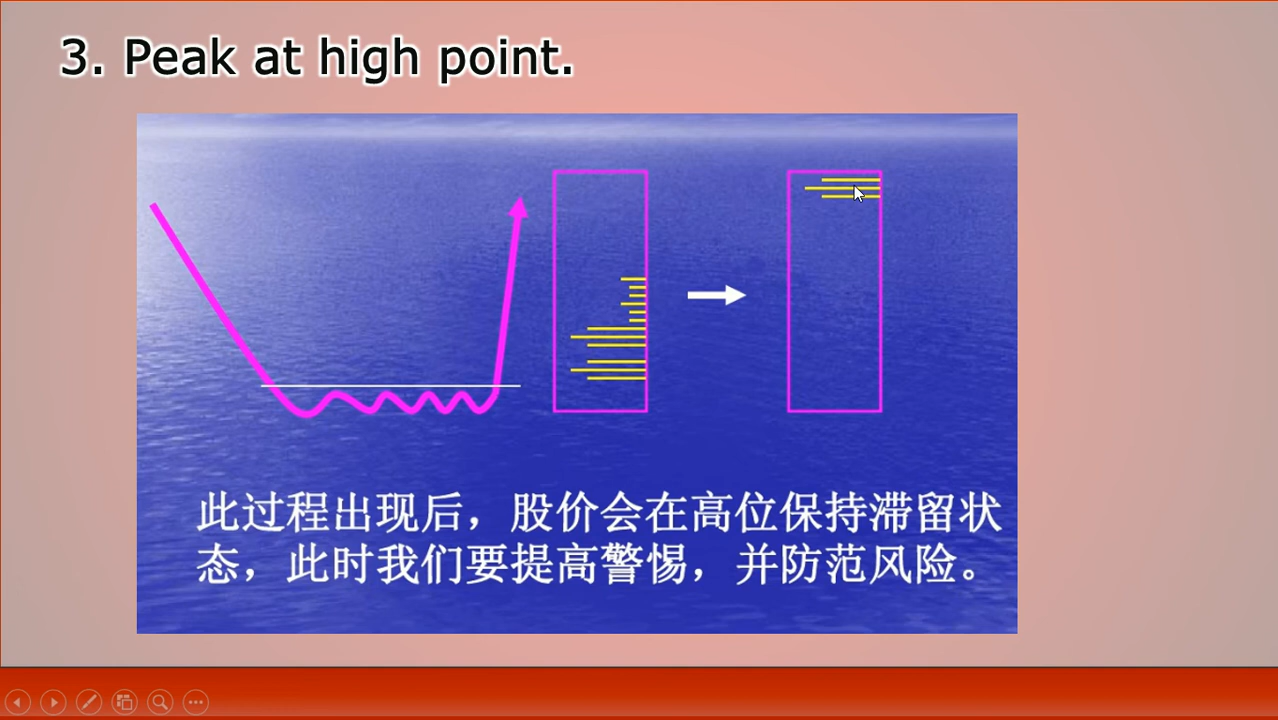 3. Peak at high point.
此过程出现后，股价会在高位保持滞留状
态，此时我们要提高警惕，并防范风险。